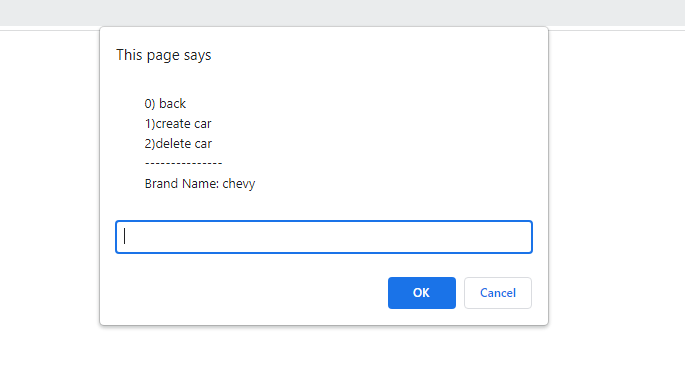 This page says
0) back
1)create car
2)delete car
---------------
Brand Name: chevy
OK
Cancel